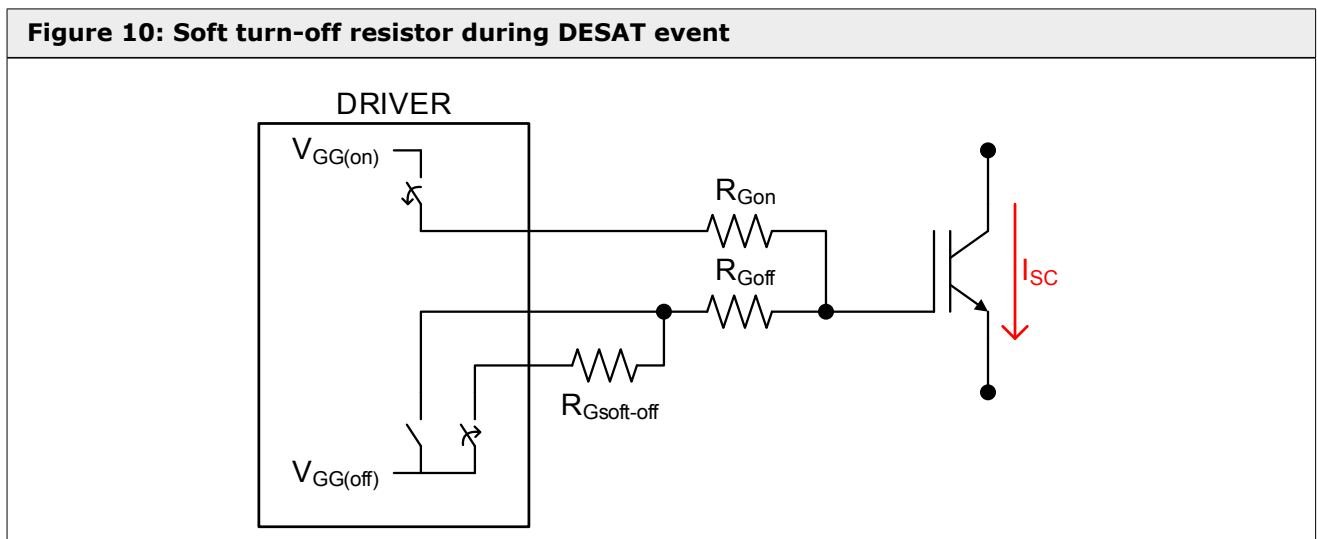 Figure 10: Soft turn-off resistor during DESAT event
DRIVER
VGG(on)
RGon
RGoff
ISC
RGsoft-off
VGG(off)